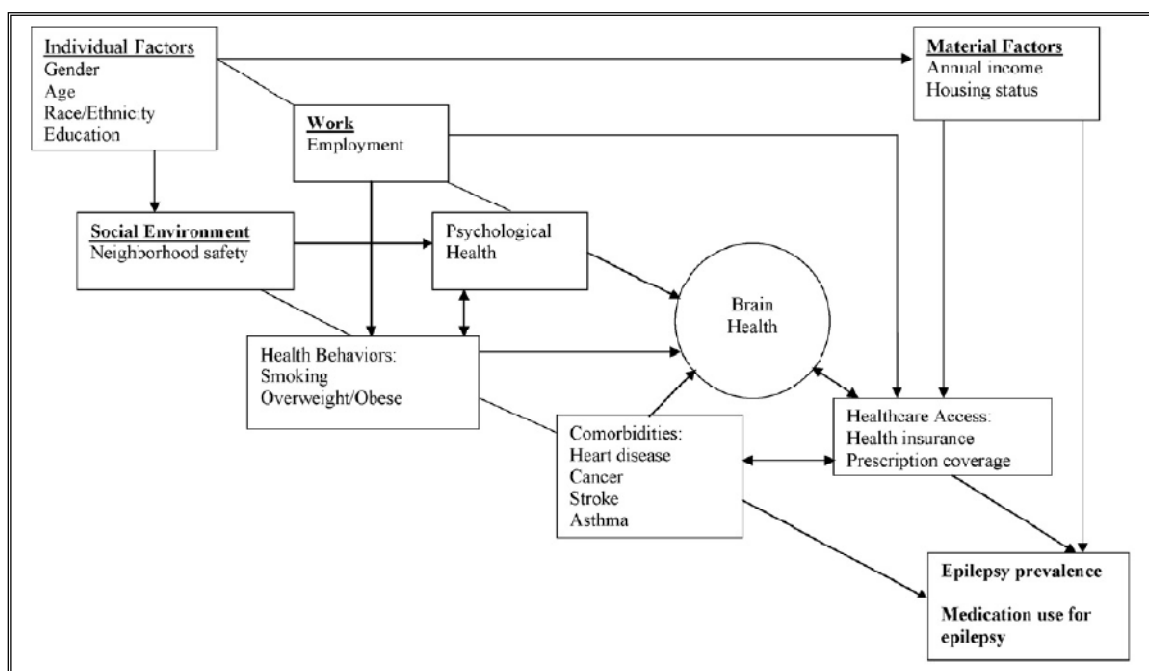 Individual Factors
Gender
Age
Race/Ethnicity
Education
Material Factors
Annual income
Housing status
Work
Employment
Social Environment
Neighborhood safety
Psychological
Health
Brain
Health
Health Behaviors:
Smoking
Overweight/Obese
Comorbidities:
Heart disease
Cancer
Stroke
Asthma
Healthcare Access:
Health insurance
Prescription coverage
Epilepsy prevalence
Medication use for
epilepsy